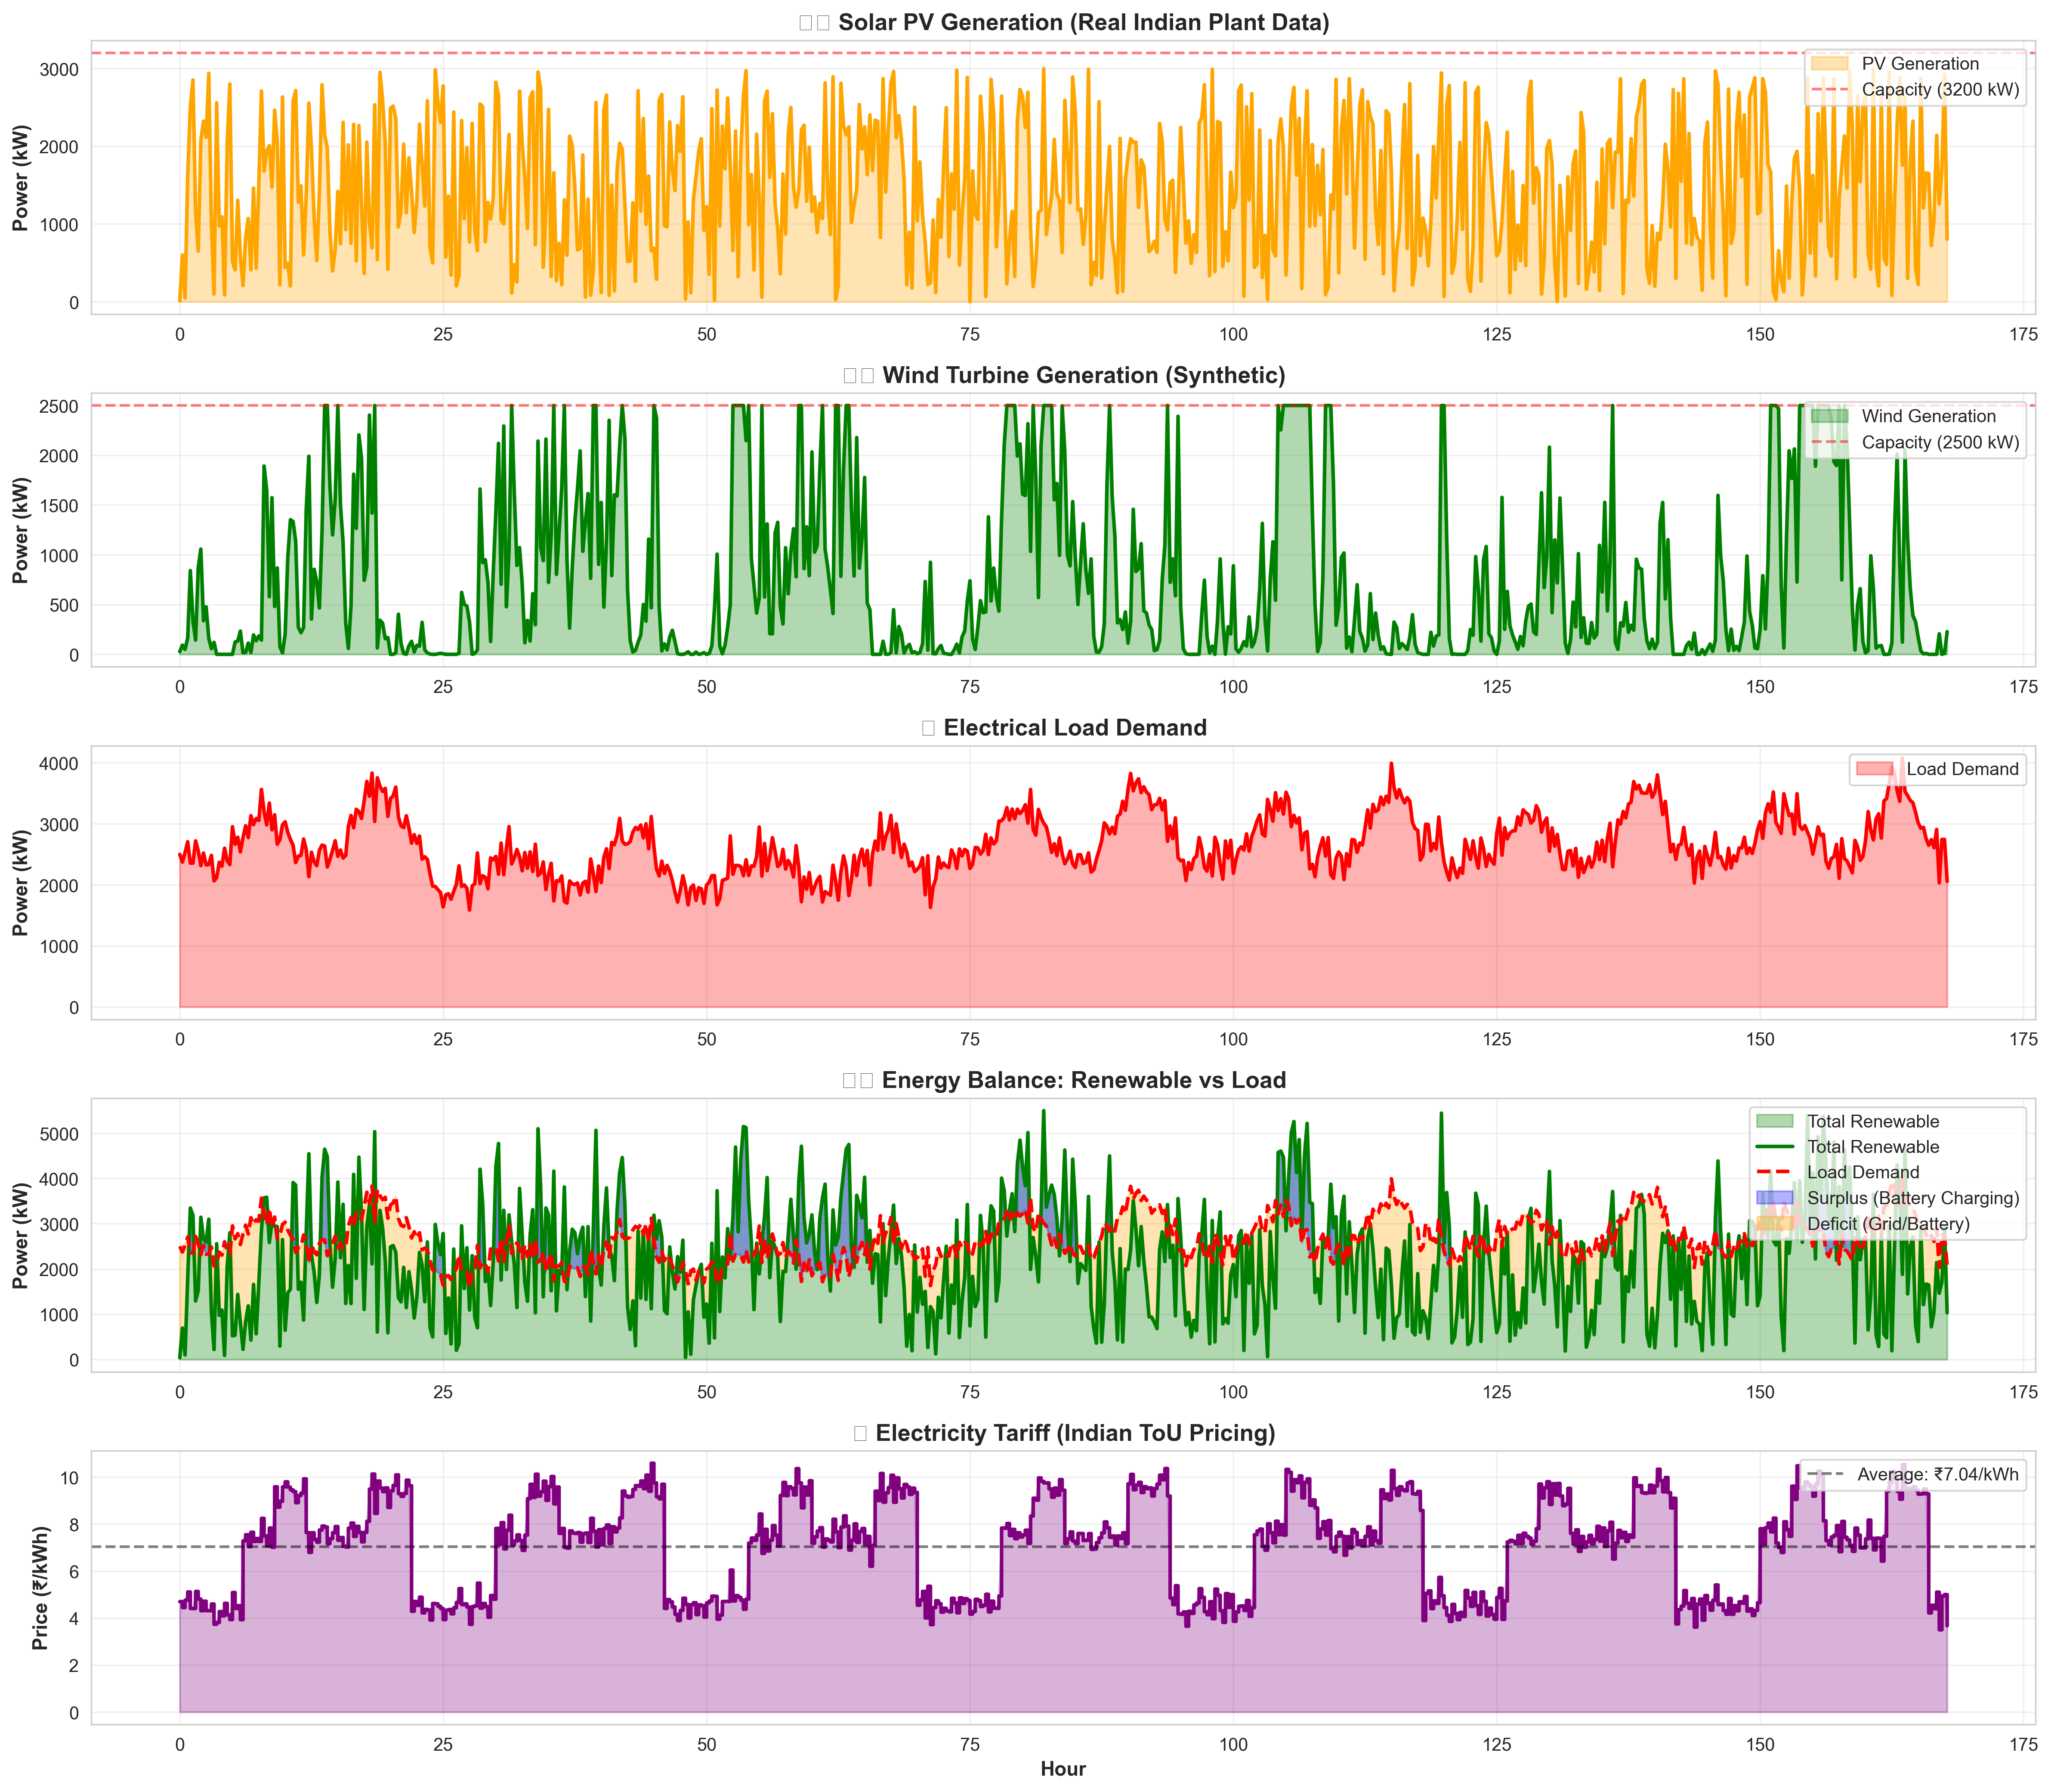 Solar PV Generation (Real Indian Plant Data)
Power (kW)
3000
2000
1000
0
PV Generation
Capacity (3200 kW)
0 25 50 75 100 125 150 175
Wind Turbine Generation (Synthetic)
Power (kW)
2500
2000
1500
1000
500
0
Wind Generation
Capacity (2500 kW)
0 25 50 75 100 125 150 175
Electrical Load Demand
Power (kW)
4000
3000
2000
1000
0
Load Demand
0 25 50 75 100 125 150 175
Energy Balance: Renewable vs Load
Power (kW)
5000
4000
3000
2000
1000
0
Total Renewable
Total Renewable
Load Demand
Surplus (Battery Charging)
Deficit (Grid/Battery)
0 25 50 75 100 125 150 175
Electricity Tariff (Indian ToU Pricing)
Price (₹/kWh)
10
8
6
4
2
0
Average: ₹7.04/kWh
0 25 50 75 100 125 150 175
Hour